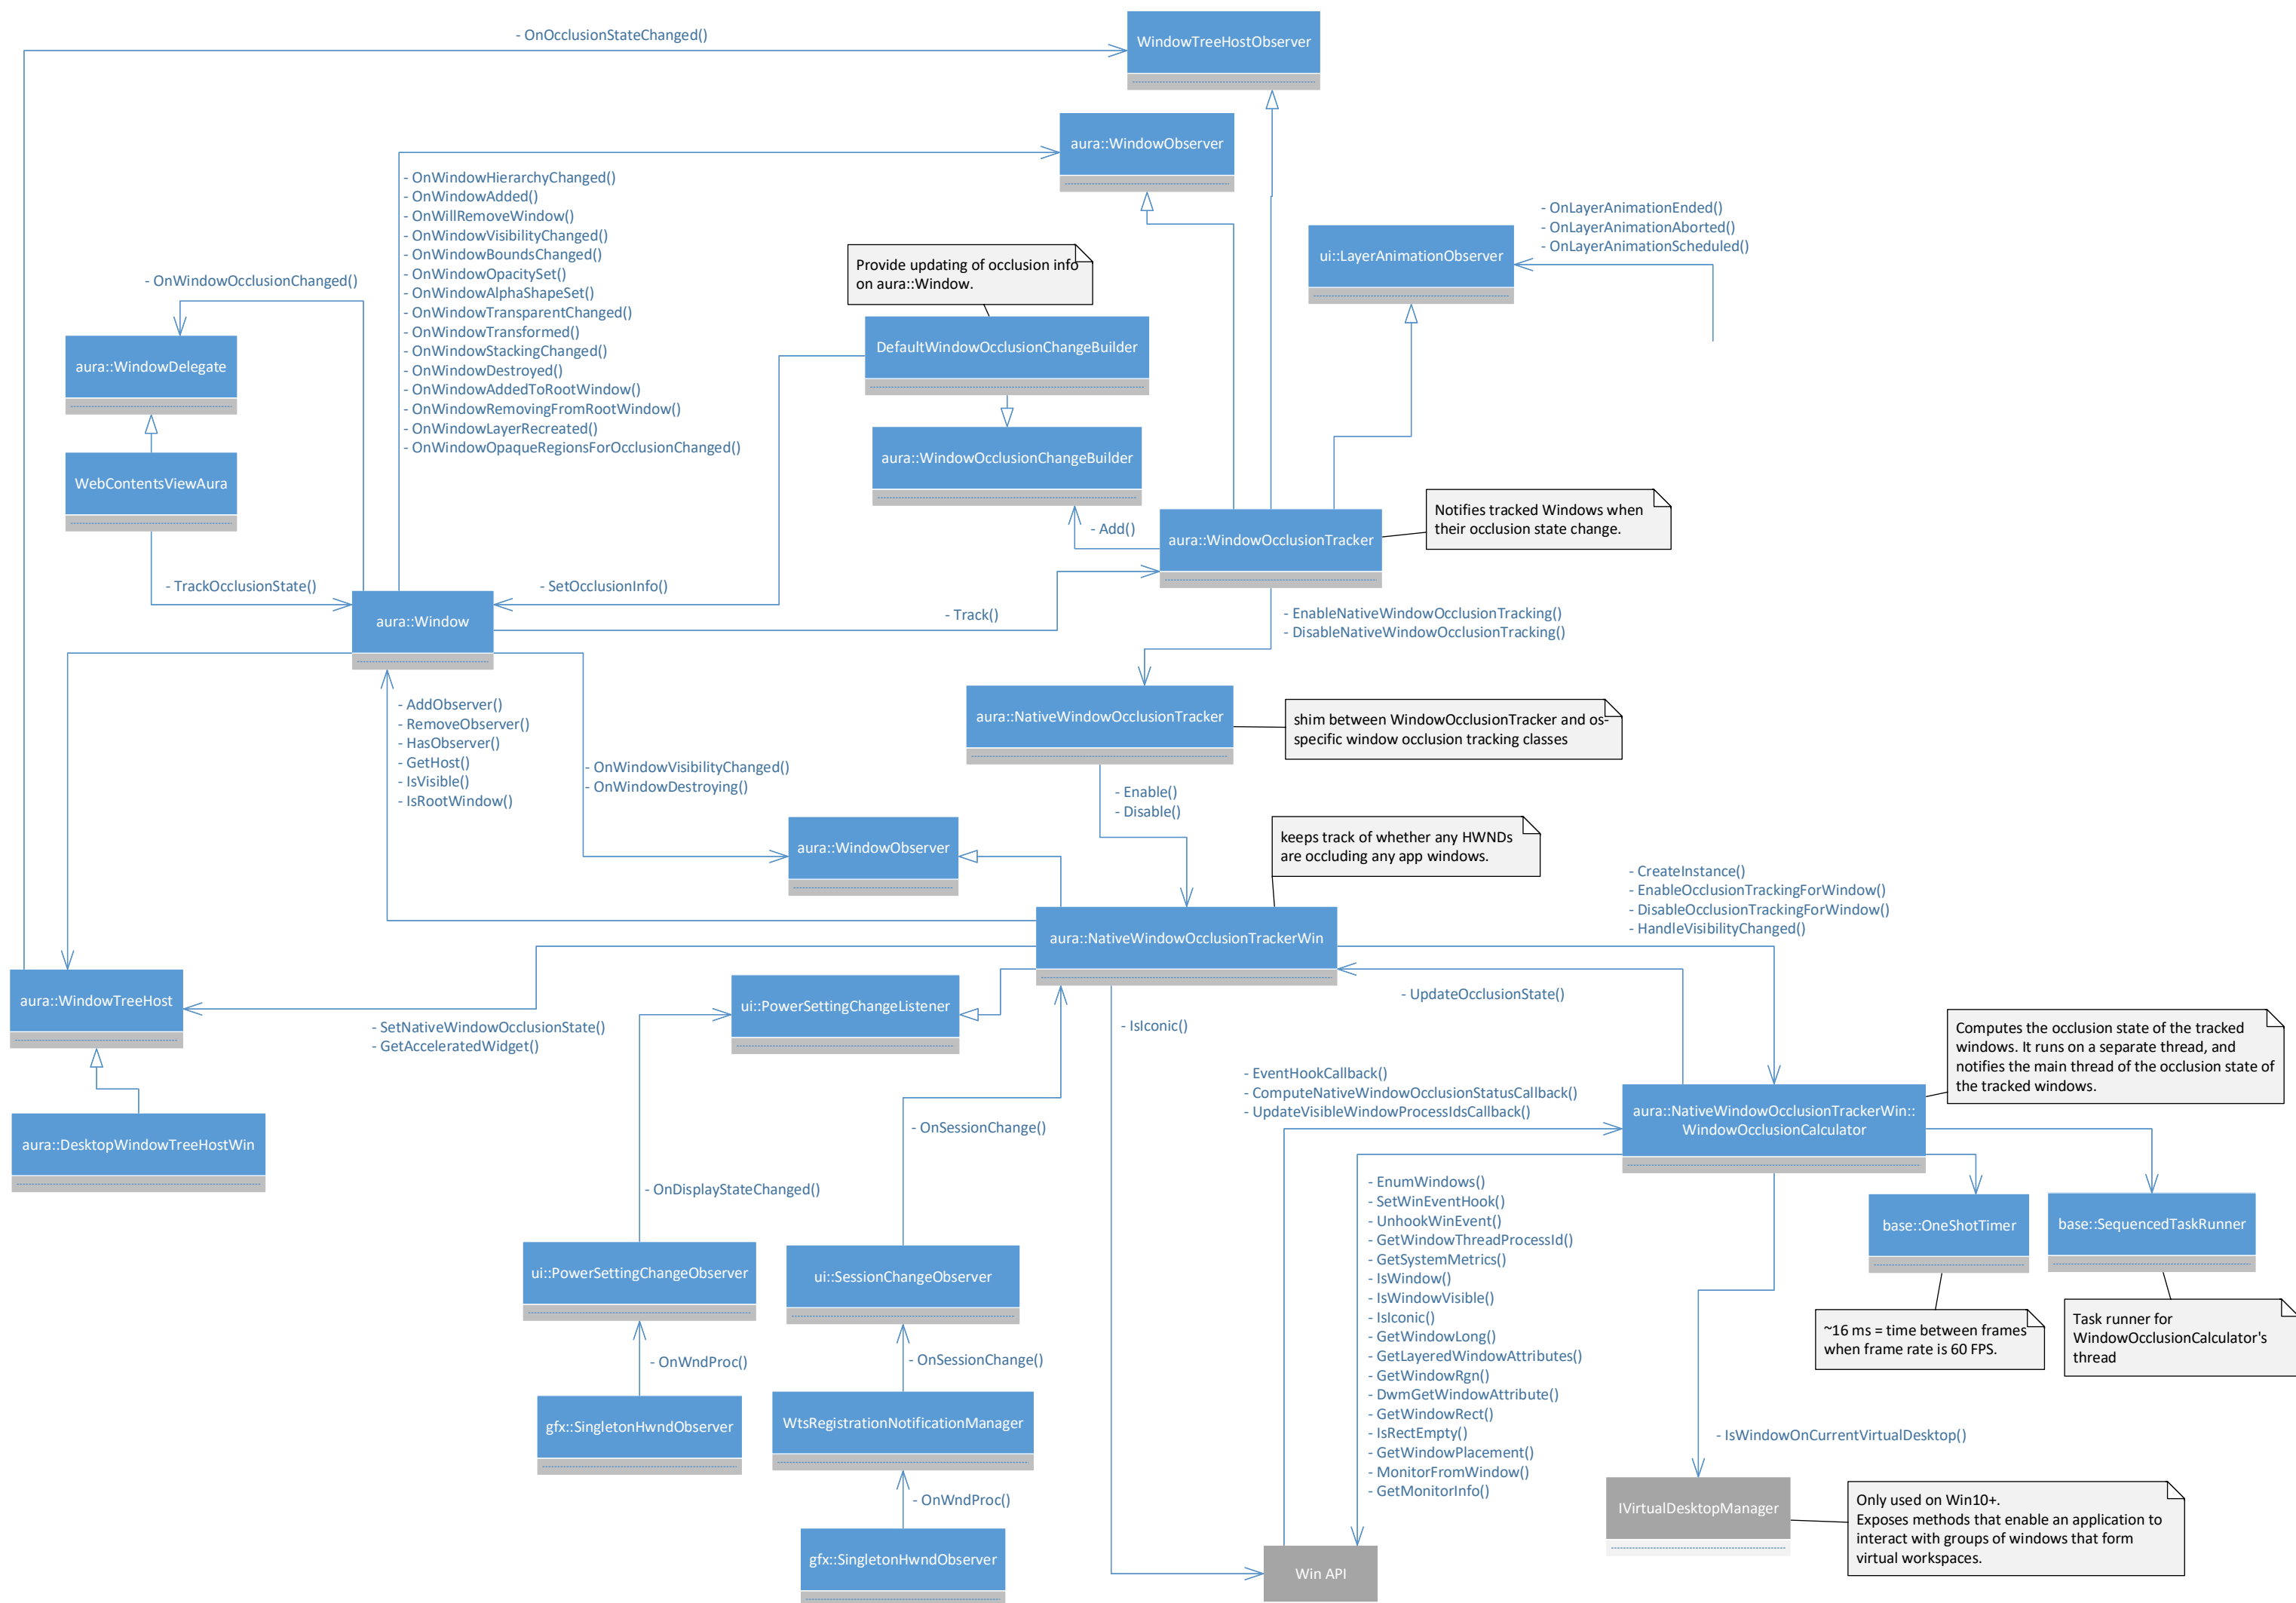 - OnOcclusionStateChanged()
WindowTreeHostObserver
aura::WindowObserver
- OnWindowHierarchyChanged()
- OnWindowAdded()
- OnWillRemoveWindow()
- OnWindowVisibilityChanged()
- OnWindowBoundsChanged()
- OnWindowOpacitySet()
- OnWindowAlphaShapeSet()
- OnWindowTransparentChanged()
- OnWindowTransformed()
- OnWindowStackingChanged()
- OnWindowDestroyed()
- OnWindowAddedToRootWindow()
- OnWindowRemovingFromRootWindow()
- OnWindowLayerRecreated()
- OnWindowOpaqueRegionsForOcclusionChanged()
- OnLayerAnimationEnded()
- OnLayerAnimationAborted()
- OnLayerAnimationScheduled()
ui::LayerAnimationObserver
Provide updating of occlusion info
on aura::Window.
- OnWindowOcclusionChanged()
DefaultWindowOcclusionChangeBuilder
aura::WindowDelegate
aura::WindowOcclusionChangeBuilder
WebContentsViewAura
Notifies tracked Windows when
their occlusion state change.
- Add()
aura::WindowOcclusionTracker
- TrackOcclusionState()
- SetOcclusionInfo()
aura::Window
- Track()
- EnableNativeWindowOcclusionTracking()
- DisableNativeWindowOcclusionTracking()
- AddObserver()
- RemoveObserver()
- HasObserver()
- GetHost()
- IsVisible()
- IsRootWindow()
- OnWindowVisibilityChanged()
- OnWindowDestroying()
aura::NativeWindowOcclusionTracker
shim between WindowOcclusionTracker and os-
specific window occlusion tracking classes
- Enable()
- Disable()
aura::WindowObserver
keeps track of whether any HWNDs
are occluding any app windows.
- CreateInstance()
- EnableOcclusionTrackingForWindow()
- DisableOcclusionTrackingForWindow()
- HandleVisibilityChanged()
aura::NativeWindowOcclusionTrackerWin
aura::WindowTreeHost
ui::PowerSettingChangeListener
- UpdateOcclusionState()
- SetNativeWindowOcclusionState()
- GetAcceleratedWidget()
- IsIconic()
Computes the occlusion state of the tracked
windows. It runs on a separate thread, and
notifies the main thread of the occlusion state of
the tracked windows.
- EventHookCallback()
- ComputeNativeWindowOcclusionStatusCallback()
- UpdateVisibleWindowProcessIdsCallback()
aura::NativeWindowOcclusionTrackerWin::
WindowOcclusionCalculator
aura::DesktopWindowTreeHostWin
- OnSessionChange()
- OnDisplayStateChanged()
- EnumWindows()
- SetWinEventHook()
- UnhookWinEvent()
- GetWindowThreadProcessId()
- GetSystemMetrics()
- IsWindow()
- IsWindowVisible()
- IsIconic()
- GetWindowLong()
- GetLayeredWindowAttributes()
- GetWindowRgn()
- DwmGetWindowAttribute()
- GetWindowRect()
- IsRectEmpty()
- GetWindowPlacement()
- MonitorFromWindow()
- GetMonitorInfo()
base::OneShotTimer
base::SequencedTaskRunner
ui::PowerSettingChangeObserver
ui::SessionChangeObserver
~16 ms = time between frames
when frame rate is 60 FPS.
Task runner for
WindowOcclusionCalculator's
thread
- OnWndProc()
- OnSessionChange()
gfx::SingletonHwndObserver
WtsRegistrationNotificationManager
- IsWindowOnCurrentVirtualDesktop()
- OnWndProc()
IVirtualDesktopManager
Only used on Win10+.
Exposes methods that enable an application to
interact with groups of windows that form
virtual workspaces.
gfx::SingletonHwndObserver
Win API